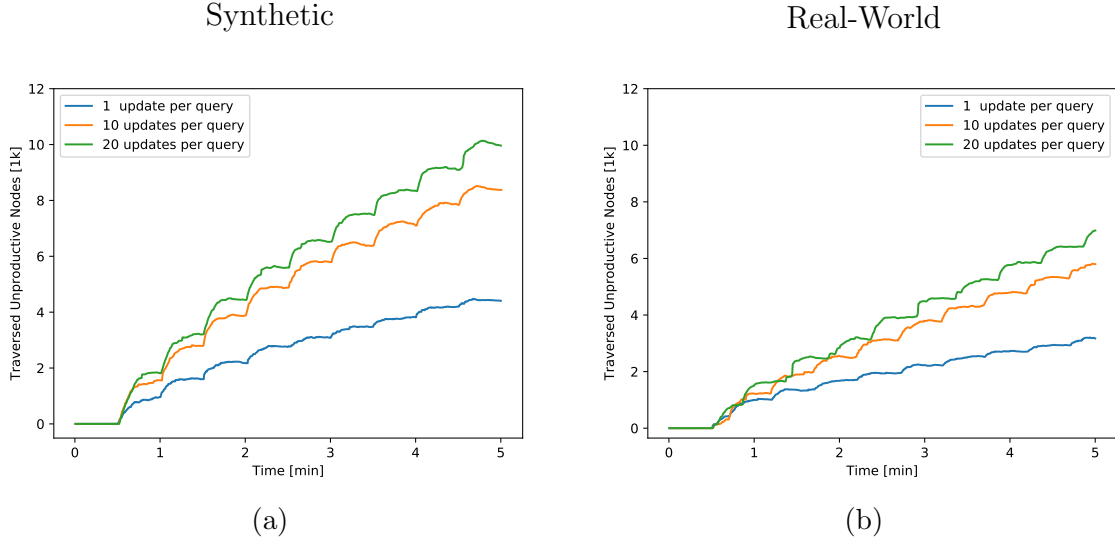 Synthetic
Real-World
12
10
8
6
4
2
0
Traversed Unproductive Nodes [1k]
1 update per query
10 updates per query
20 updates per query
0 1 2 3 4 5
Time [min]
(a)
12
10
8
6
4
2
0
Traversed Unproductive Nodes [1k]
1 update per query
10 updates per query
20 updates per query
0 1 2 3 4 5
Time [min]
(b)